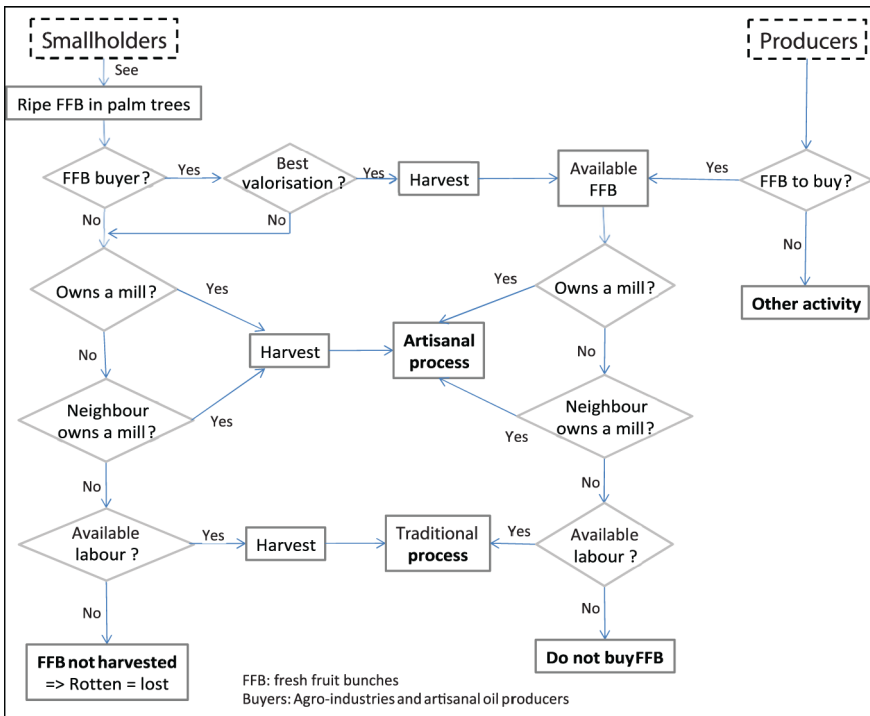 Smallholders
Producers
See
Ripe FFB in palm trees
FFB buyer?
Yes
Best
valorisation ?
Yes
Harvest
Available
FFB
Yes
FFB to buy?
No
No
No
Other activity
Owns a mill?
Yes
Harvest
Artisanal
process
Yes
Owns a mill?
No
No
Neighbour
owns a mill?
Yes
Yes
Neighbour
owns a mill?
No
No
Available
labour ?
Yes
Harvest
Traditional
process
Yes
Available
labour ?
No
No
FFB not harvested
=> Rotten = lost
Do not buy FFB
FFB: fresh fruit bunches
Buyers: Agro-industries and artisanal oil producers